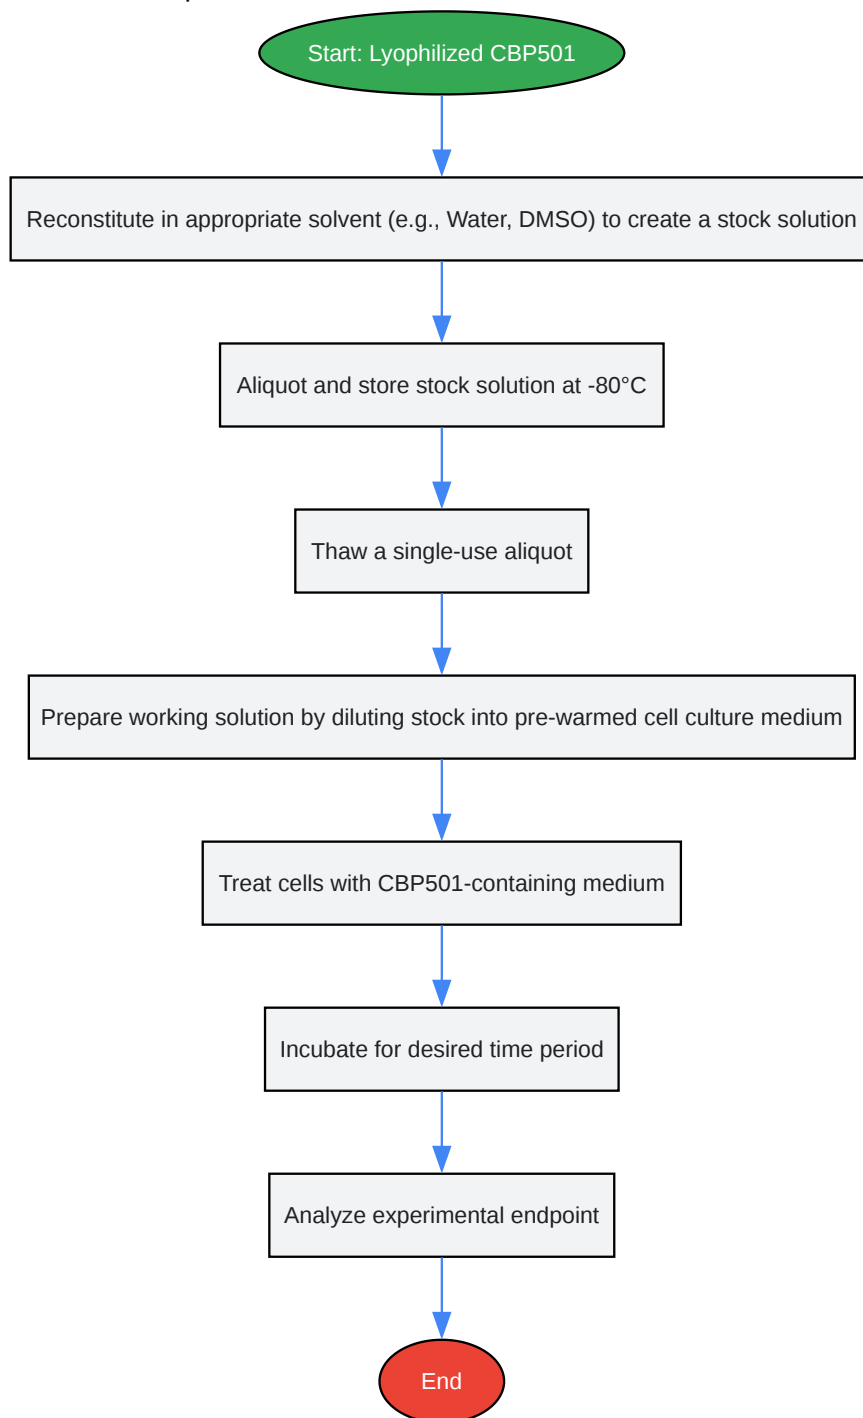 Start: Lyophilized CBP501
Reconstitute in appropriate solvent (e.g., Water, DMSO) to create a stock solution
Aliquot and store stock solution at -80°C
Thaw a single-use aliquot
Prepare working solution by diluting stock into pre-warmed cell culture medium
Treat cells with CBP501-containing medium
Incubate for desired time period
Analyze experimental endpoint
End